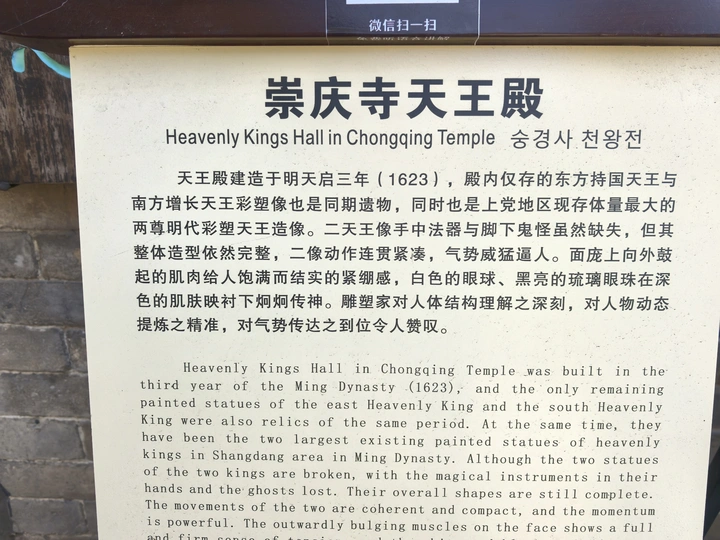 微信扫一扫
崇庆寺天王殿
Heavenly Kings Hall in Chongqing Temple 숭경사 천왕전
天王殿建造于明天启三年（1623），殿内仅存的东方持国天王与
南方增长天王彩塑像也是同期遗物，同时也是上党地区现存体量最大的
两尊明代彩塑天王造像。二天王像手中法器与脚下鬼怪虽然缺失，但其
整体造型依然完整，二像动作连贯紧凑，气势威猛逼人。面庞上向外鼓
起的肌肉给人饱满而结实的紧绷感，白色的眼球、黑亮的琉璃眼珠在深
色的肌肤映衬下炯炯传神。雕塑家对人体结构理解之深刻，对人物动态
提炼之精准，对气势传达之到位令人赞叹。
Heavenly Kings Hall in Chongqing Temple was built in the
third year of the Ming Dynasty (1623), and the only remaining
painted statues of the east Heavenly King and the south Heavenly
King were also relics of the same period. At the same time, they
have been the two largest existing painted statues of heavenly
kings in Shangdang area in Ming Dynasty. Although the two statues
of the two kings are broken, with the magical instruments in their
hands and the ghosts lost. Their overall shapes are still complete.
The movements of the two are coherent and compact, and the momentum
is powerful. The outwardly bulging muscles on the face shows a full
and firm sense of